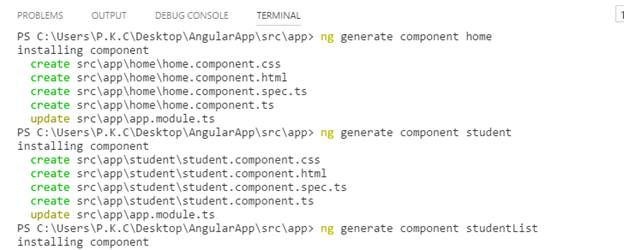 PROBLEMS OUTPUT DEBUG CONSOLE TERMINAL 1
PS C:\Users\P.K.C\Desktop\AngularApp\src\app> ng generate component home
installing component
create src\app\home\home.component.css
create src\app\home\home.component.html
create src\app\home\home.component.spec.ts
create src\app\home\home.component.ts
update src\app\app.module.ts
PS C:\Users\P.K.C\Desktop\AngularApp\src\app> ng generate component student
installing component
create src\app\student\student.component.css
create src\app\student\student.component.html
create src\app\student\student.component.spec.ts
create src\app\student\student.component.ts
update src\app\app.module.ts
PS C:\Users\P.K.C\Desktop\AngularApp\src\app> ng generate component studentList
installing component